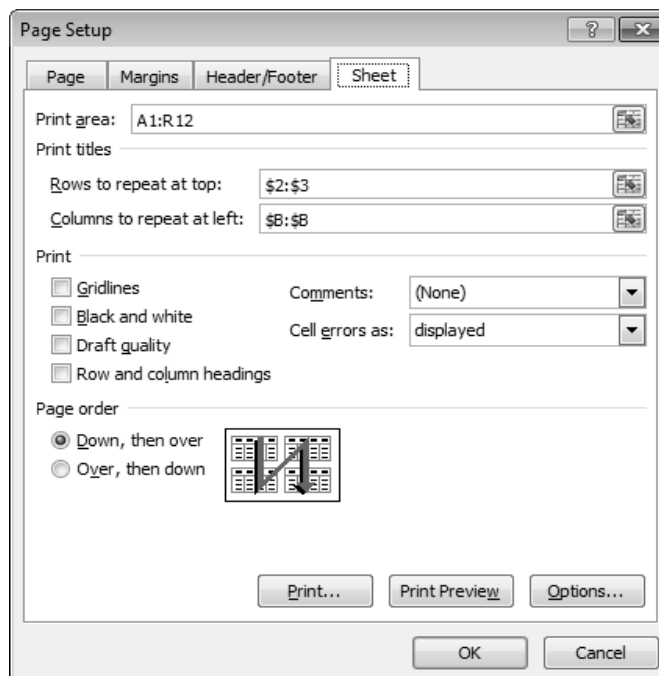 Page Setup
Page Margins Header/Footer Sheet
Print area: A1:R12
Print titles
Rows to repeat at top: $2:$3
Columns to repeat at left: $B:$B
Print
Gridlines
Black and white
Draft quality
Row and column headings
Comments: (None)
Cell errors as: displayed
Page order
Down, then over
Over, then down
Print... Print Preview Options...
OK Cancel